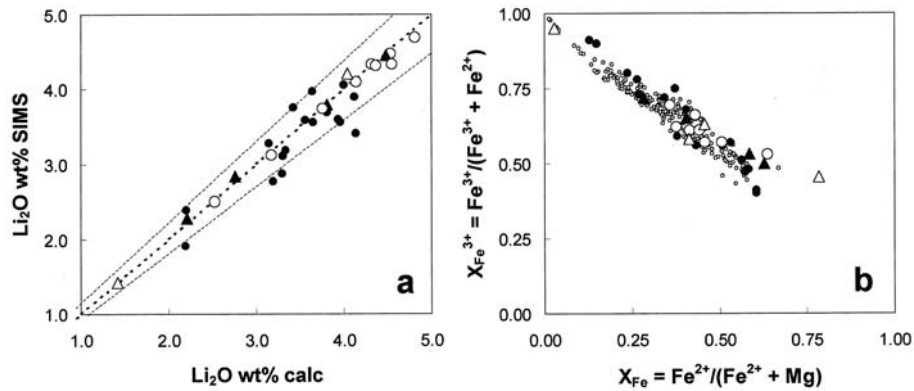 5.0
4.0
3.0
2.0
1.0
1.0 2.0 3.0 4.0 5.0
Li₂O wt% SIMS
Li₂O wt% calc
a
1.00
0.75
0.50
0.25
0.00
0.00 0.25 0.50 0.75 1.00
X_Fe³⁺ = Fe³⁺/(Fe³⁺ + Fe²⁺)
X_Fe = Fe²⁺/(Fe²⁺ + Mg)
b